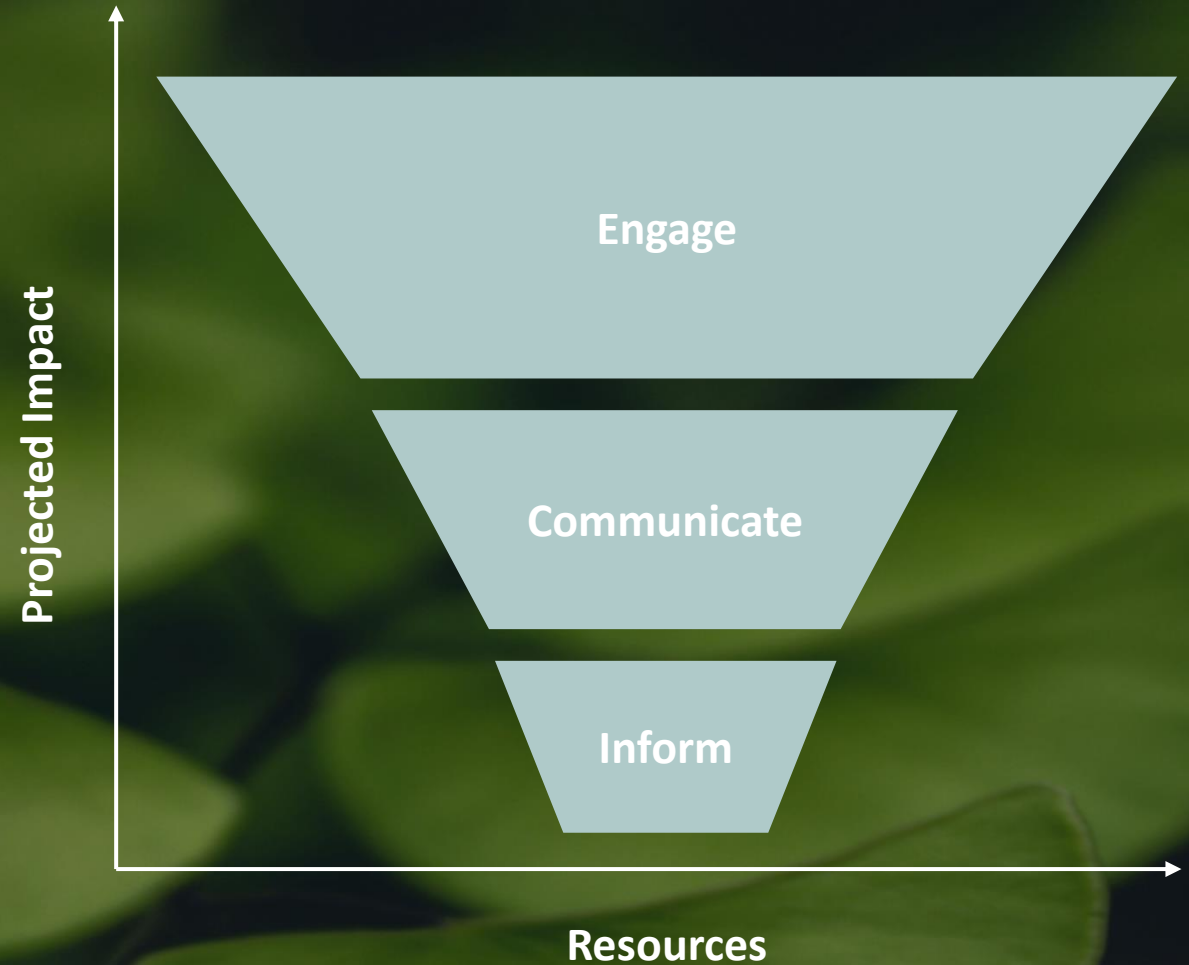 Engage
Communicate
Inform
Projected Impact
Resources